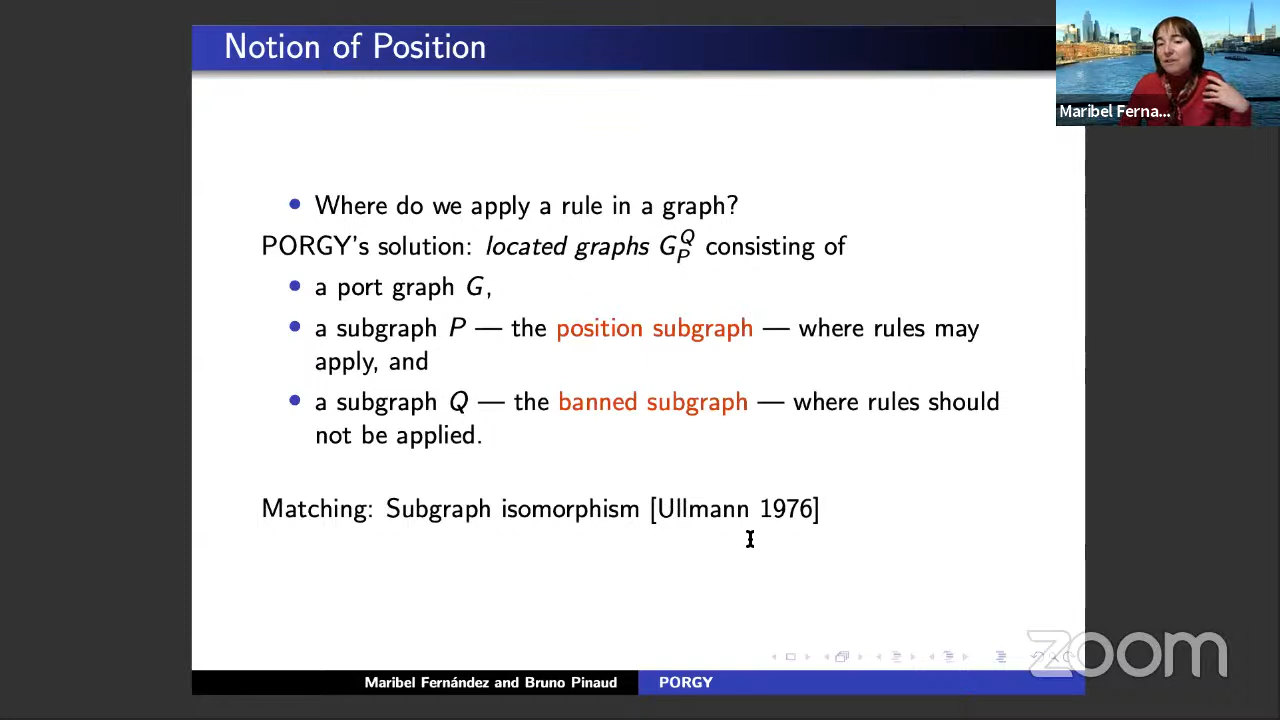 Notion of Position
Maribel Ferna...
• Where do we apply a rule in a graph?
PORGY's solution: located graphs G_P^Q consisting of
• a port graph G,
• a subgraph P — the position subgraph — where rules may
apply, and
• a subgraph Q — the banned subgraph — where rules should
not be applied.
Matching: Subgraph isomorphism [Ullmann 1976]
zoom
Maribel Fernández and Bruno Pinaud
PORGY